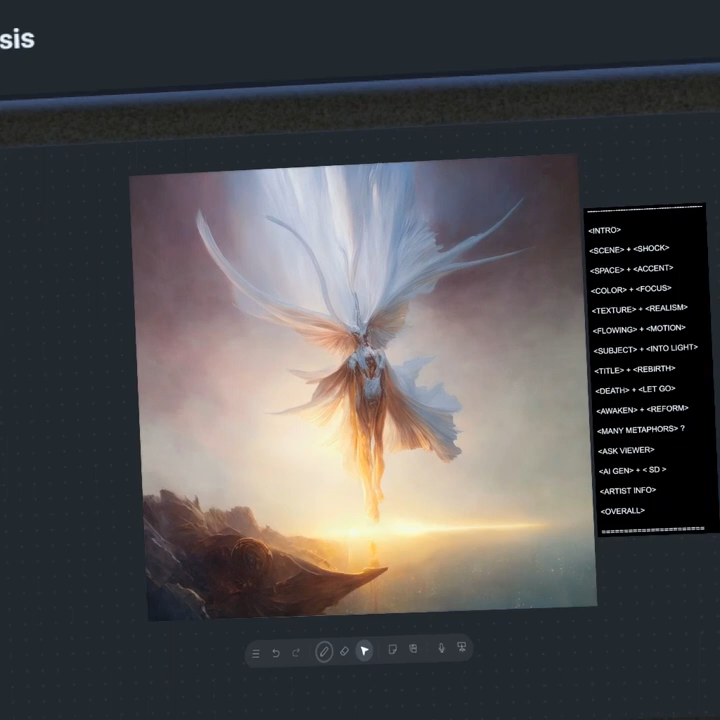 sis
<INTRO>
<SCENE> + <SHOCK>
<SPACE> + <ACCENT>
<COLOR> + <FOCUS>
<TEXTURE> + <REALISM>
<FLOWING> + <MOTION>
<SUBJECT> + <INTO LIGHT>
<TITLE> + <REBIRTH>
<DEATH> + <LET GO>
<AWAKEN> + <REFORM>
<MANY METAPHORS> ?
<ASK VIEWER>
<AI GEN> + < SD >
<ARTIST INFO>
<OVERALL>